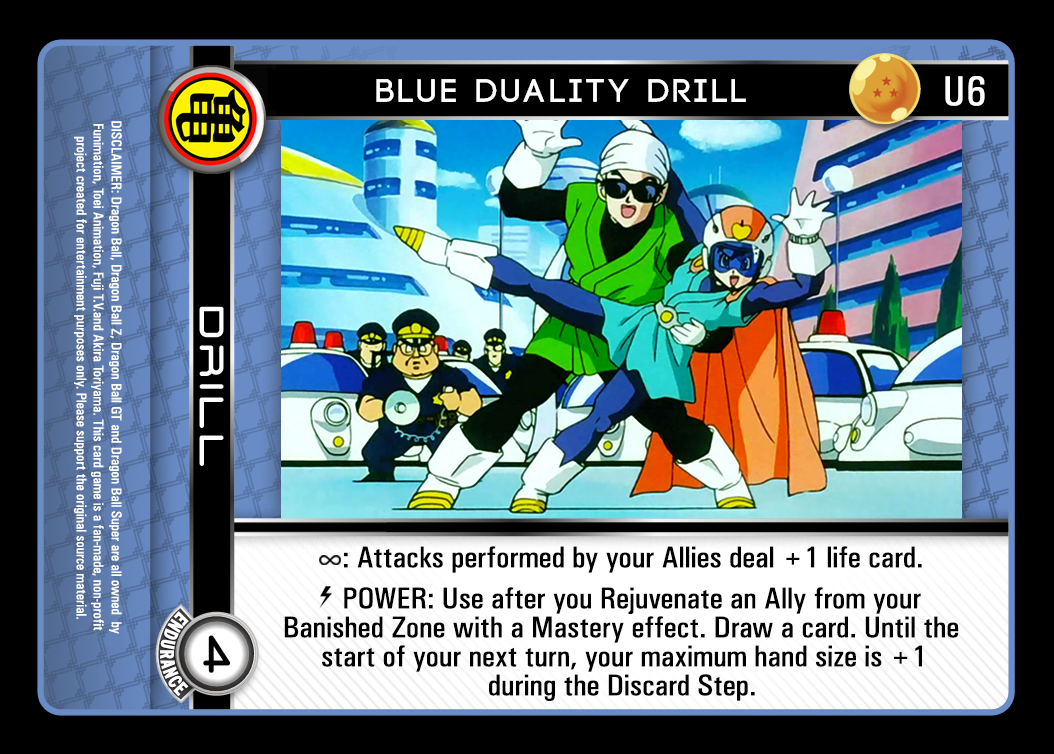 BLUE DUALITY DRILL
U6
DRILL
∞: Attacks performed by your Allies deal +1 life card.
POWER: Use after you Rejuvenate an Ally from your
Banished Zone with a Mastery effect. Draw a card. Until the
start of your next turn, your maximum hand size is +1
during the Discard Step.
ENDURANCE
4
DISCLAIMER: Dragon Ball, Dragon Ball Z, Dragon Ball GT and Dragon Ball Super are all owned by
Funimation, Toei Animation, Fuji T.V.and Akira Toriyama. This card game is a fan-made, non-profit
project created for entertainment purposes only. Please support the original source material.